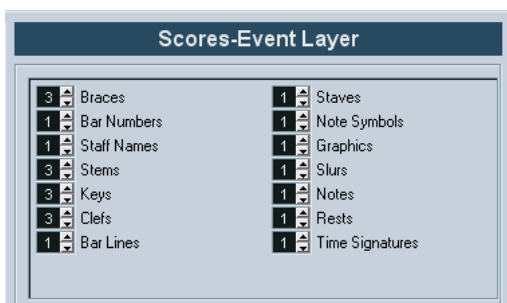 Scores-Event Layer
3 Braces
1 Bar Numbers
1 Staff Names
3 Stems
3 Keys
3 Clefs
1 Bar Lines
1 Staves
1 Note Symbols
1 Graphics
1 Slurs
1 Notes
1 Rests
1 Time Signatures